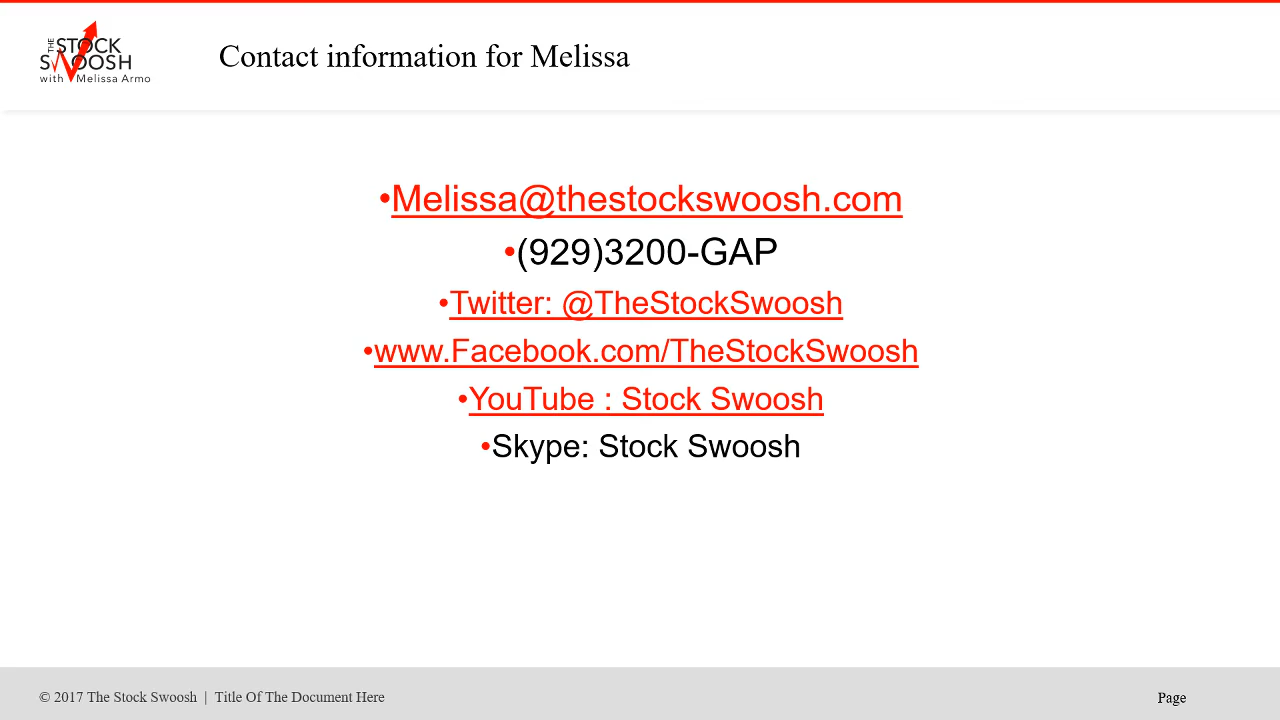 THE STOCK
SWOOSH
with Melissa Armo
Contact information for Melissa
•Melissa@thestockswoosh.com
•(929)3200-GAP
•Twitter: @TheStockSwoosh
•www.Facebook.com/TheStockSwoosh
•YouTube : Stock Swoosh
•Skype: Stock Swoosh
© 2017 The Stock Swoosh | Title Of The Document Here
Page